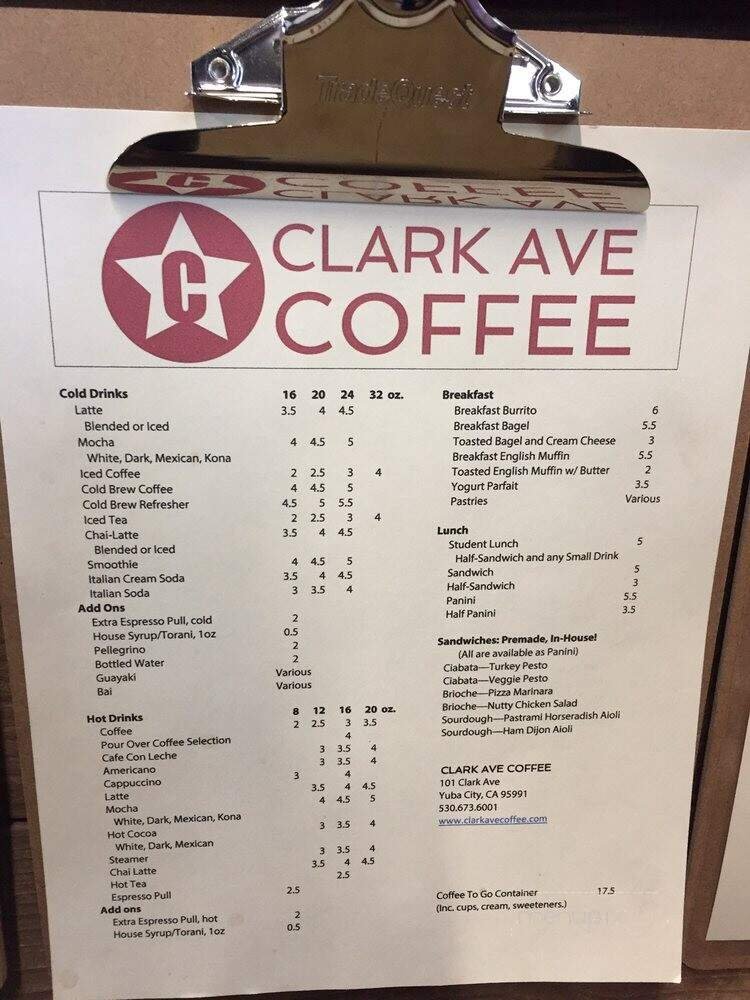 TradeQuest
C
CLARK AVE
COFFEE
Cold Drinks 16 20 24 32 oz.
Latte 3.5 4 4.5
Blended or Iced
Mocha 4 4.5 5
White, Dark, Mexican, Kona
Iced Coffee 2 2.5 3 4
Cold Brew Coffee 4 4.5 5
Cold Brew Refresher 4.5 5 5.5
Iced Tea 2 2.5 3 4
Chai-Latte 3.5 4 4.5
Blended or Iced
Smoothie 4 4.5 5
Italian Cream Soda 3.5 4 4.5
Italian Soda 3 3.5 4
Add Ons
Extra Espresso Pull, cold 2
House Syrup/Torani, 1oz 0.5
Pellegrino 2
Bottled Water 2
Guayaki Various
Bai Various
Hot Drinks 8 12 16 20 oz.
Coffee 2 2.5 3 3.5
Pour Over Coffee Selection 4
Cafe Con Leche 3 3.5 4
Americano 3 3.5 4
Cappuccino 3 4
Latte 3.5 4 4.5
Mocha 4 4.5 5
White, Dark, Mexican, Kona
Hot Cocoa 3 3.5 4
White, Dark, Mexican
Steamer 3 3.5 4
Chai Latte 3.5 4 4.5
Hot Tea 2.5
Espresso Pull 2.5
Add ons
Extra Espresso Pull, hot 2
House Syrup/Torani, 1oz 0.5
Breakfast
Breakfast Burrito 6
Breakfast Bagel 5.5
Toasted Bagel and Cream Cheese 3
Breakfast English Muffin 5.5
Toasted English Muffin w/ Butter 2
Yogurt Parfait 3.5
Pastries Various
Lunch
Student Lunch 5
Half-Sandwich and any Small Drink
Sandwich 5
Half-Sandwich 3
Panini 5.5
Half Panini 3.5
Sandwiches: Premade, In-House!
(All are available as Panini)
Ciabata—Turkey Pesto
Ciabata—Veggie Pesto
Brioche—Pizza Marinara
Brioche—Nutty Chicken Salad
Sourdough—Pastrami Horseradish Aioli
Sourdough—Ham Dijon Aioli
CLARK AVE COFFEE
101 Clark Ave
Yuba City, CA 95991
530.673.6001
www.clarkavecoffee.com
Coffee To Go Container 17.5
(Inc. cups, cream, sweeteners.)